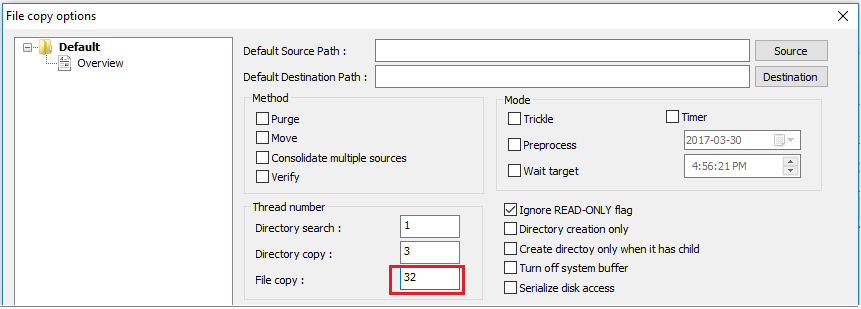 File copy options
Default
Overview
Default Source Path :
Source
Default Destination Path :
Destination
Method
Purge
Move
Consolidate multiple sources
Verify
Mode
Trickle
Timer
Preprocess
2017-03-30
Wait target
4:56:21 PM
Thread number
Directory search :
1
Directory copy :
3
File copy :
32
Ignore READ-ONLY flag
Directory creation only
Create directoy only when it has child
Turn off system buffer
Serialize disk access